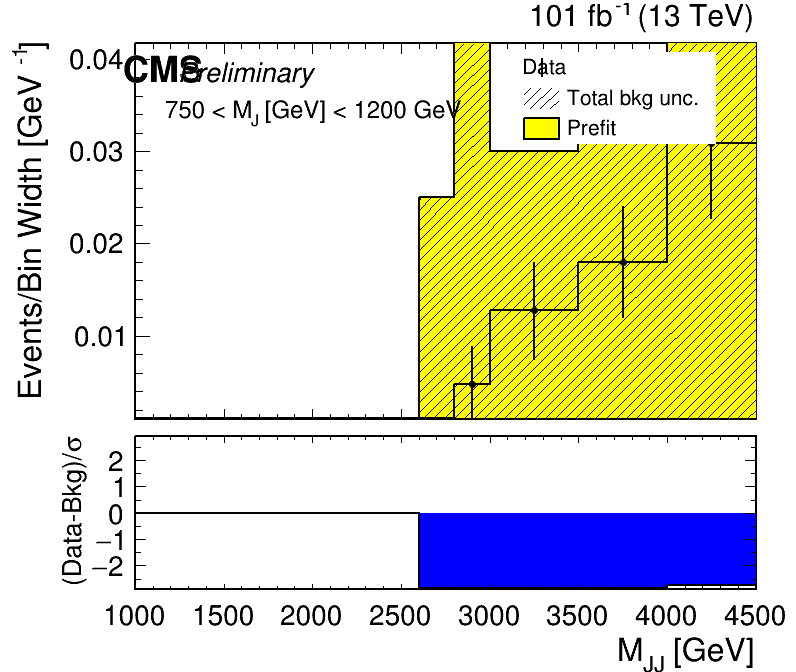 101 fb⁻¹ (13 TeV)
CMS Preliminary
750 < M_J [GeV] < 1200 GeV
Data
Total bkg unc.
Prefit
Events/Bin Width [GeV⁻¹]
0.04
0.03
0.02
0.01
(Data-Bkg)/σ
2
1
0
−1
−2
1000 1500 2000 2500 3000 3500 4000 4500
M_JJ [GeV]